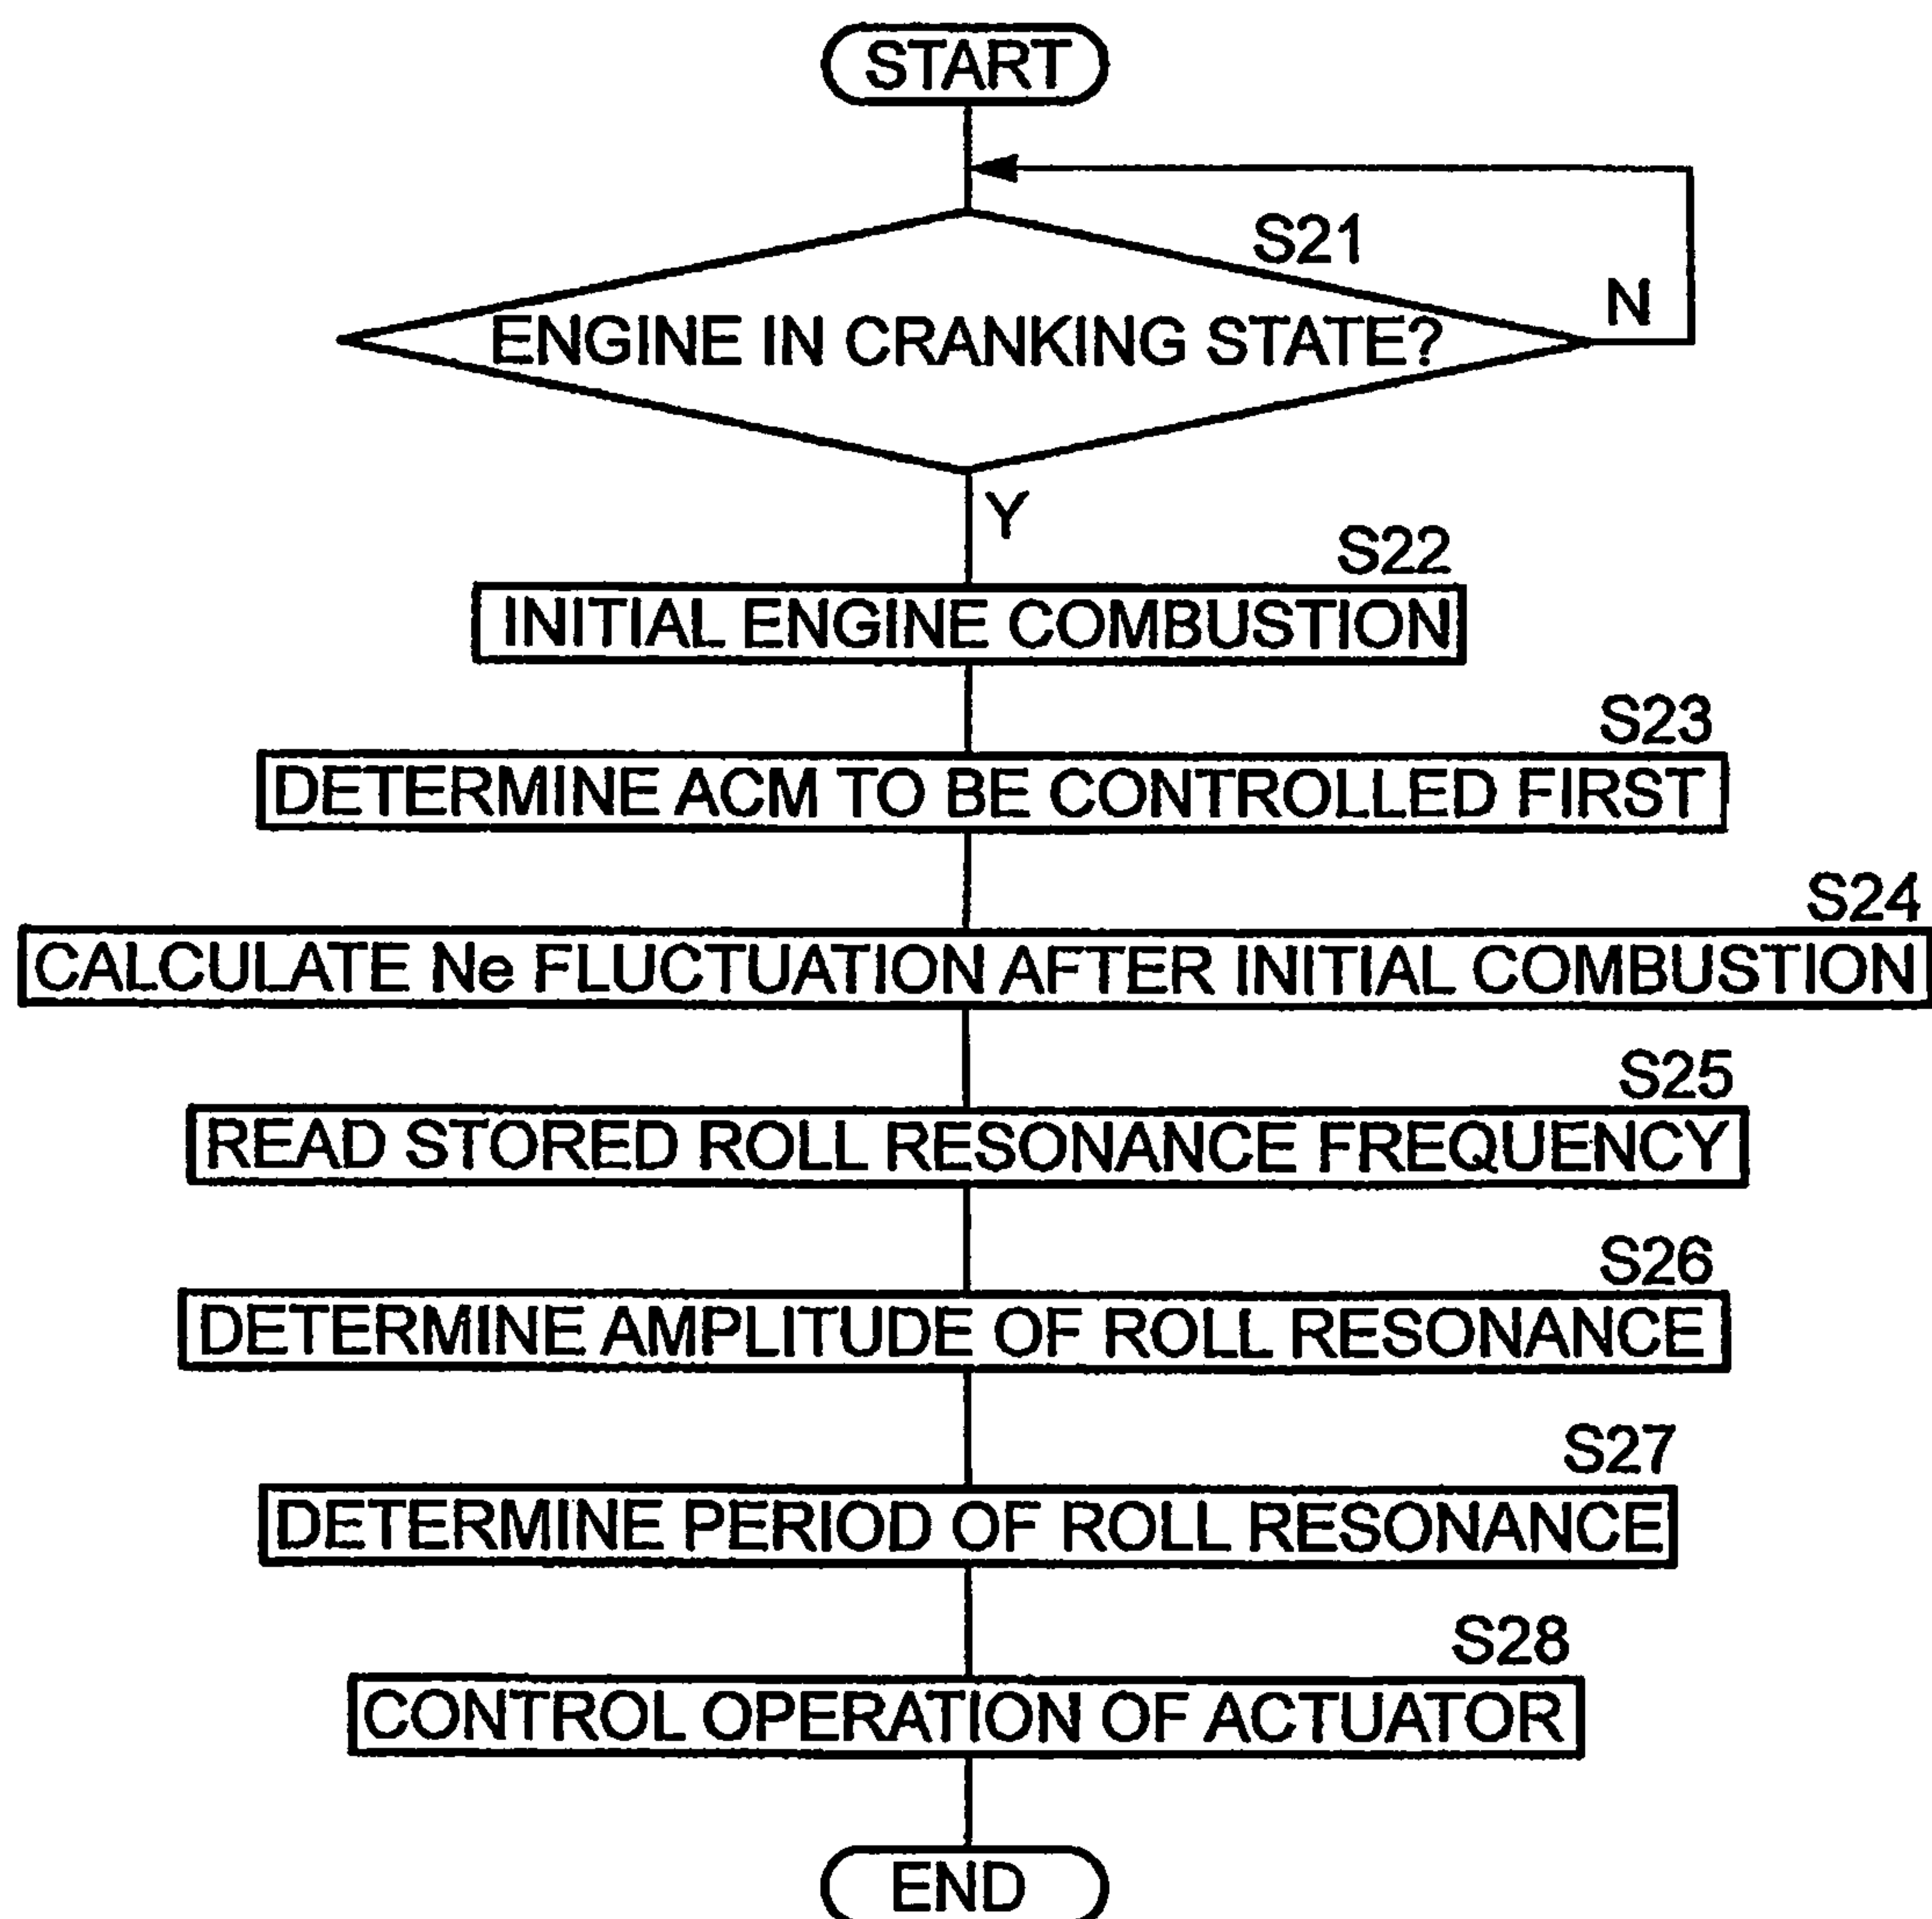 START
S21
N
ENGINE IN CRANKING STATE?
Y
S22
INITIAL ENGINE COMBUSTION
S23
DETERMINE ACM TO BE CONTROLLED FIRST
S24
CALCULATE Ne FLUCTUATION AFTER INITIAL COMBUSTION
S25
READ STORED ROLL RESONANCE FREQUENCY
S26
DETERMINE AMPLITUDE OF ROLL RESONANCE
S27
DETERMINE PERIOD OF ROLL RESONANCE
S28
CONTROL OPERATION OF ACTUATOR
END